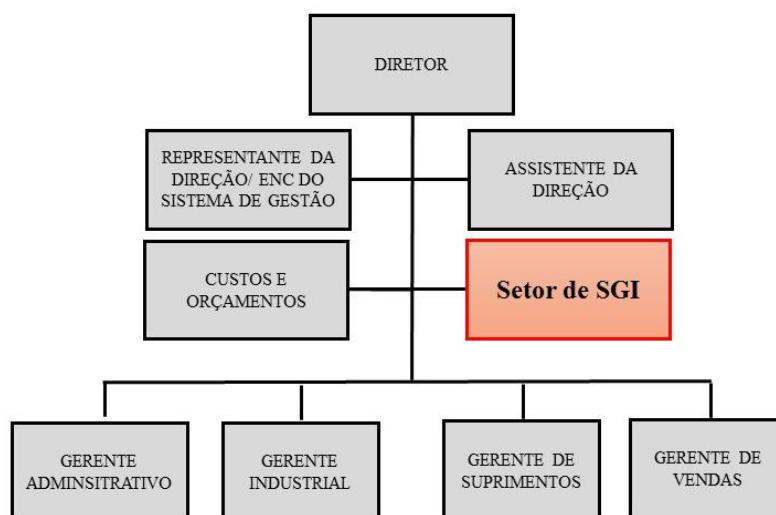 DIRETOR
REPRESENTANTE DA
DIREÇÃO/ ENC DO
SISTEMA DE GESTÃO
ASSISTENTE DA
DIREÇÃO
CUSTOS E
ORÇAMENTOS
Setor de SGI
GERENTE
ADMINSITRATIVO
GERENTE
INDUSTRIAL
GERENTE DE
SUPRIMENTOS
GERENTE DE
VENDAS